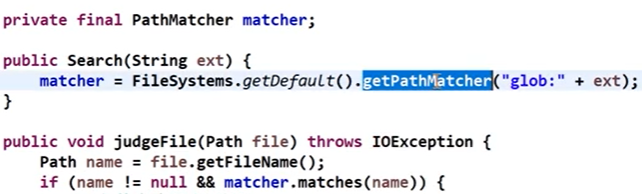 private final PathMatcher matcher;
public Search(String ext) {
matcher = FileSystems.getDefault().getPathMatcher("glob:" + ext);
}
public void judgeFile(Path file) throws IOException {
Path name = file.getFileName();
if (name != null && matcher.matches(name)) {